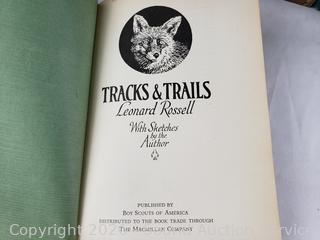 TRACKS & TRAILS
Leonard Rossell
With Sketches
by the
Author
PUBLISHED BY
BOY SCOUTS OF AMERICA
DISTRIBUTED TO THE BOOK TRADE THROUGH
THE MACMILLAN COMPANY